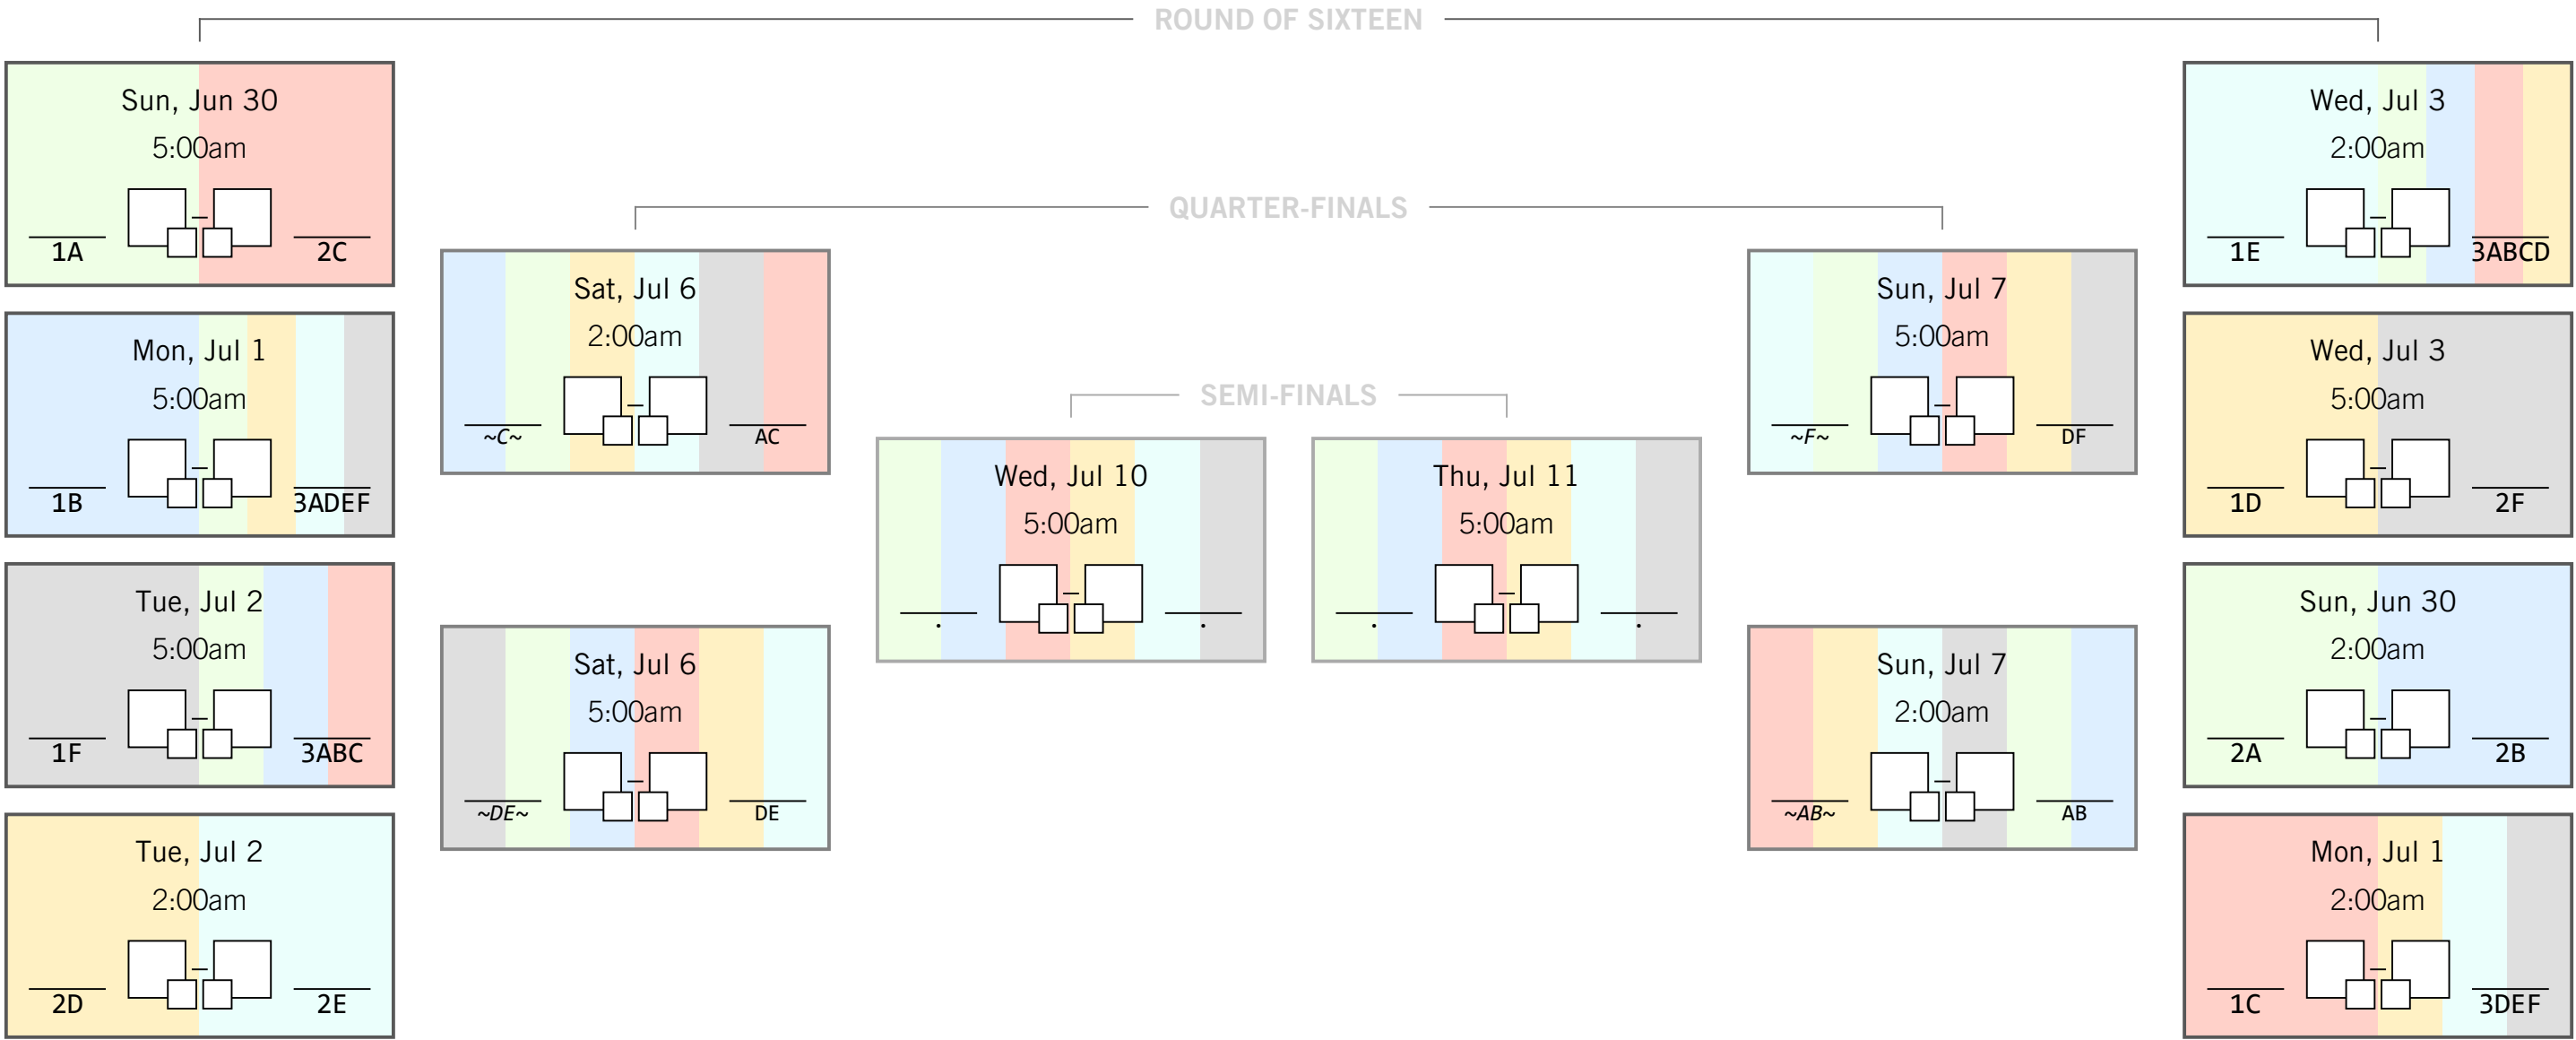 ROUND OF SIXTEEN
Sun, Jun 30
5:00am
–
1A
2C
Mon, Jul 1
5:00am
–
1B
3ADEF
Tue, Jul 2
5:00am
–
1F
3ABC
Tue, Jul 2
2:00am
–
2D
2E
QUARTER-FINALS
Sat, Jul 6
2:00am
–
~C~
AC
Sat, Jul 6
5:00am
–
~DE~
DE
SEMI-FINALS
Wed, Jul 10
5:00am
–
.
.
Thu, Jul 11
5:00am
–
.
.
Sun, Jul 7
5:00am
–
~F~
DF
Sun, Jul 7
2:00am
–
~AB~
AB
Wed, Jul 3
2:00am
–
1E
3ABCD
Wed, Jul 3
5:00am
–
1D
2F
Sun, Jun 30
2:00am
–
2A
2B
Mon, Jul 1
2:00am
–
1C
3DEF